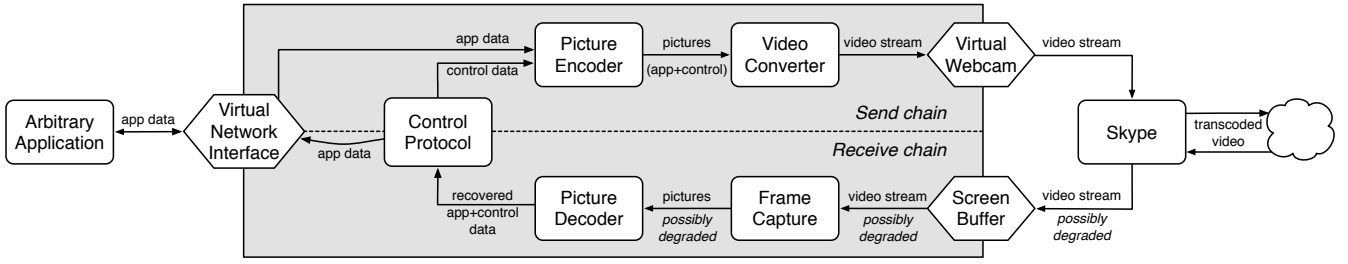 Arbitrary
Application
app data
Virtual
Network
Interface
app data
control data
Control
Protocol
app data
Picture
Encoder
pictures
(app+control)
Video
Converter
video stream
Virtual
Webcam
video stream
Send chain
Receive chain
Skype
transcoded
video
recovered
app+control
data
Picture
Decoder
pictures
possibly
degraded
Frame
Capture
video stream
possibly
degraded
Screen
Buffer
video stream
possibly
degraded